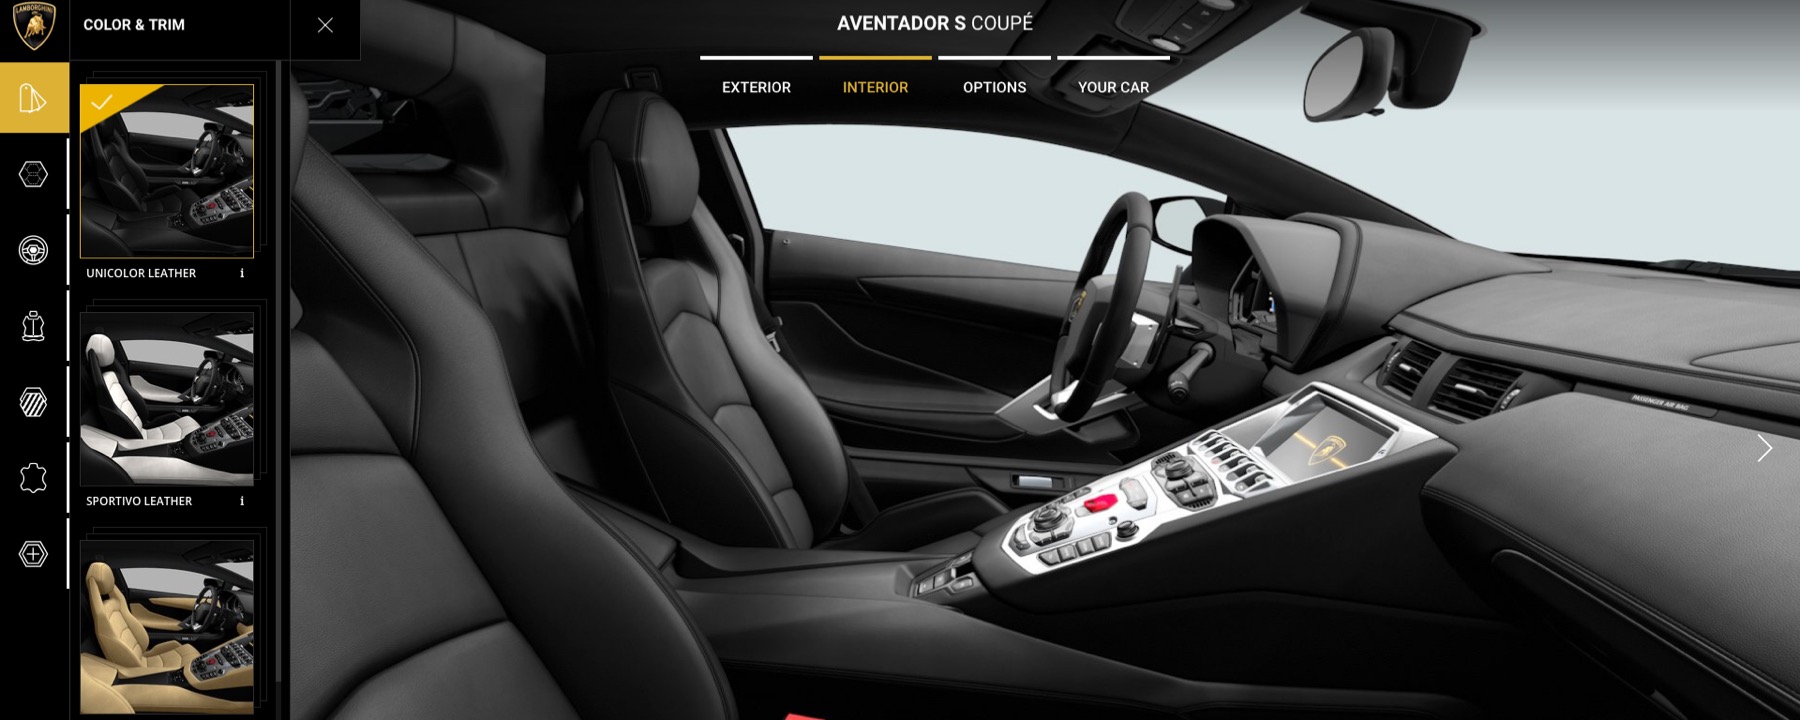 LAMBORGHINI
COLOR & TRIM
AVENTADOR S COUPÉ
EXTERIOR
INTERIOR
OPTIONS
YOUR CAR
UNICOLOR LEATHER i
SPORTIVO LEATHER i
PASSENGER AIR BAG